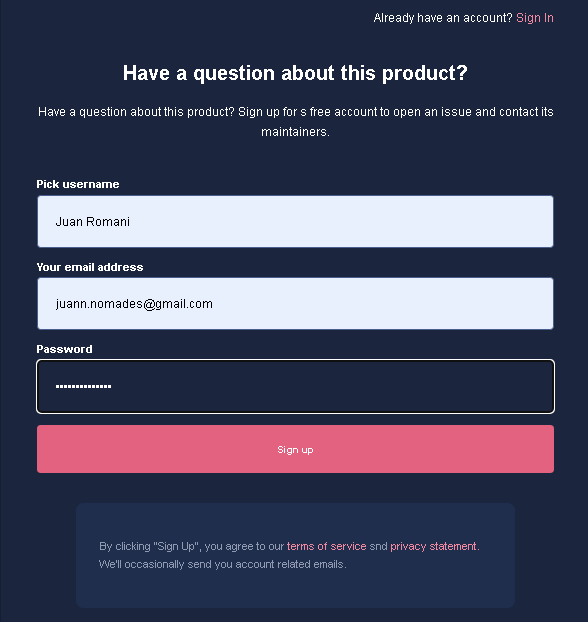 Already have an account? Sign In
Have a question about this product?
Have a question about this product? Sign up for s free account to open an issue and contact its
maintainers.
Pick username
Juan Romani
Your email address
juann.nomades@gmail.com
Password
••••••••••••••
Sign up
By clicking "Sign Up", you agree to our terms of service snd privacy statement.
We'll occasionally send you account related emails.